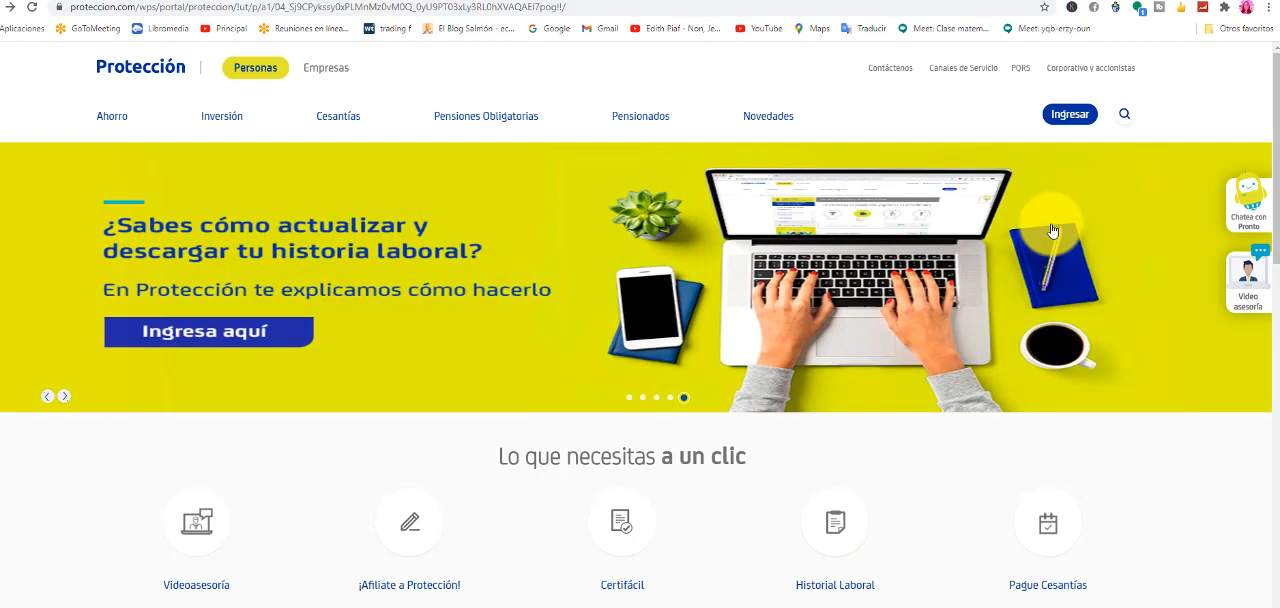 proteccion.com/wps/portal/proteccion/!ut/p/a1/04_Sj9CPykssy0xPLMnMz0vM0Q_0yU9PT03xLy3RL0hXVAQAEI7pog!!/
Aplicaciones GoToMeeting Libromedia Principal Reuniones en línea... trading f El Blog Salmón - ec... Google Gmail Edith Piaf - Non, Je... YouTube Maps Traducir Meet: Clase matem... Meet: yqb-erzy-oun Otros favoritos
Protección Personas Empresas Contáctenos Canales de Servicio PQRS Corporativo y accionistas
Ahorro Inversión Cesantías Pensiones Obligatorias Pensionados Novedades Ingresar
¿Sabes cómo actualizar y
descargar tu historia laboral?
En Protección te explicamos cómo hacerlo
Ingresa aquí
Chatea con
Pronto
Video
asesoría
Lo que necesitas a un clic
Videoasesoría ¡Afiliate a Protección! Certifácil Historial Laboral Pague Cesantías